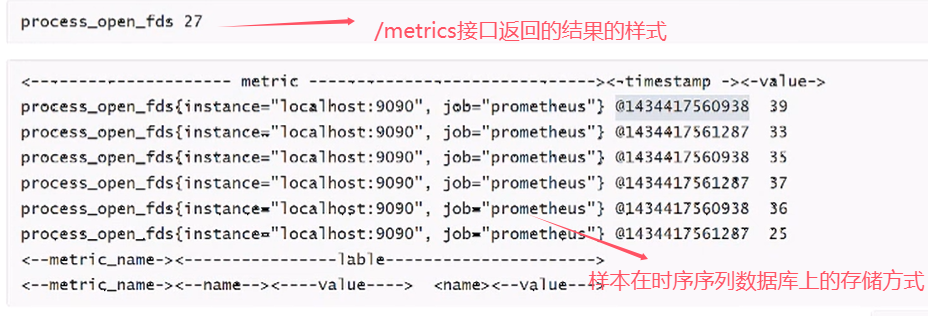 process_open_fds 27
/metrics接口返回的结果的样式
<---------------------- metric ---------------------------------><-timestamp -><-value->
process_open_fds{instance="localhost:9090", job="prometheus"} @1434417560938 39
process_open_fds{instance="localhost:9090", job="prometheus"} @1434417561287 33
process_open_fds{instance="localhost:9090", job="prometheus"} @1434417560938 35
process_open_fds{instance="localhost:9090", job="prometheus"} @1434417561287 37
process_open_fds{instance="localhost:9090", job="prometheus"} @1434417560938 36
process_open_fds{instance="localhost:9090", job="prometheus"} @1434417561287 25
<--metric_name-><-----------------lable------------------------>
<--metric_name-><--name--><----value----> <name><--value--->
样本在时序序列数据库上的存储方式